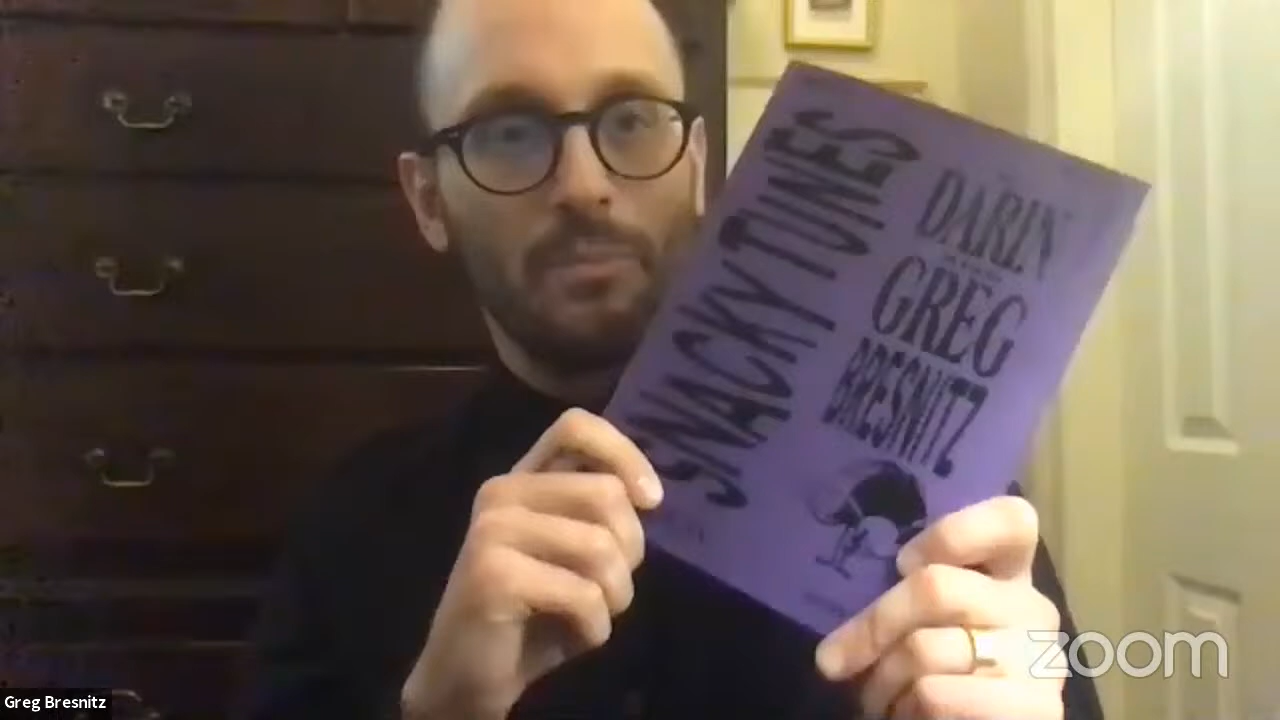 SNACKY TUNES
DARIN
GREG
BRESNITZ
zoom
Greg Bresnitz